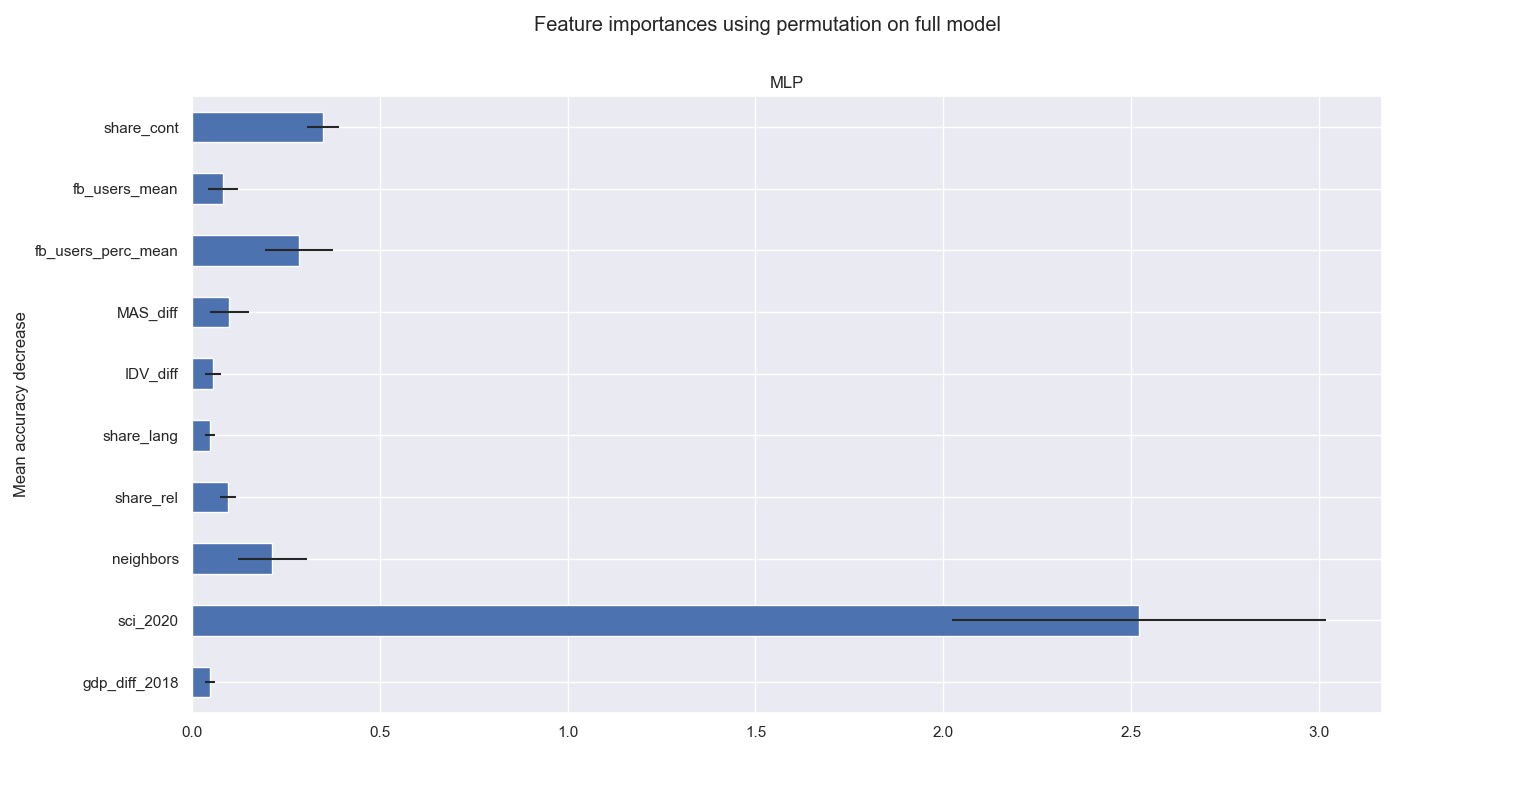 Feature importances using permutation on full model
MLP
Mean accuracy decrease
share_cont
fb_users_mean
fb_users_perc_mean
MAS_diff
IDV_diff
share_lang
share_rel
neighbors
sci_2020
gdp_diff_2018
0.0 0.5 1.0 1.5 2.0 2.5 3.0